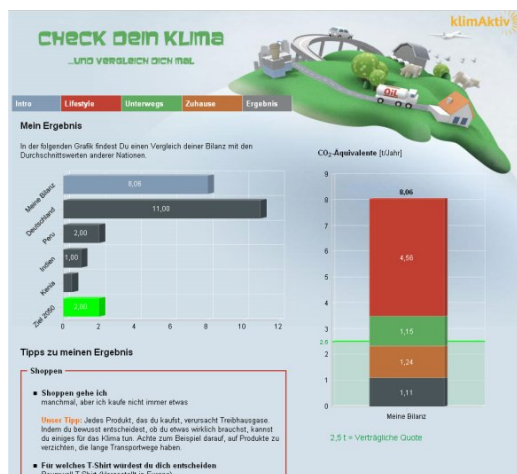 klimAktiv
CHECK DEIN KLIMA
...UND VERGLEICH DICH MAL
Intro Lifestyle Unterwegs Zuhause Ergebnis
Oil
Mein Ergebnis
In der folgenden Grafik findest Du einen Vergleich deiner Bilanz mit den
Durchschnittswerten anderer Nationen.
Meine Bilanz 8,06
Deutschland 11,00
Peru 2,00
Indien 1,00
Kenia
Ziel 2050 2,00
0 2 4 6 8 10 12
CO₂-Äquivalente [t/Jahr]
9
8
7
6
5
4
3
2.5
2
1
0
8,06
4,56
1,15
1,24
1,11
Meine Bilanz
2,5 t = Verträgliche Quote
Tipps zu meinen Ergebnis
Shoppen
Shoppen gehe ich
manchmal, aber ich kaufe nicht immer etwas
Unser Tipp: Jedes Produkt, das du kaufst, verursacht Treibhausgase.
Indem du bewusst entscheidest, ob du etwas wirklich brauchst, kannst
du einiges für das Klima tun. Achte zum Beispiel darauf, auf Produkte zu
verzichten, die lange Transportwege haben.
Für welches T-Shirt würdest du dich entscheiden